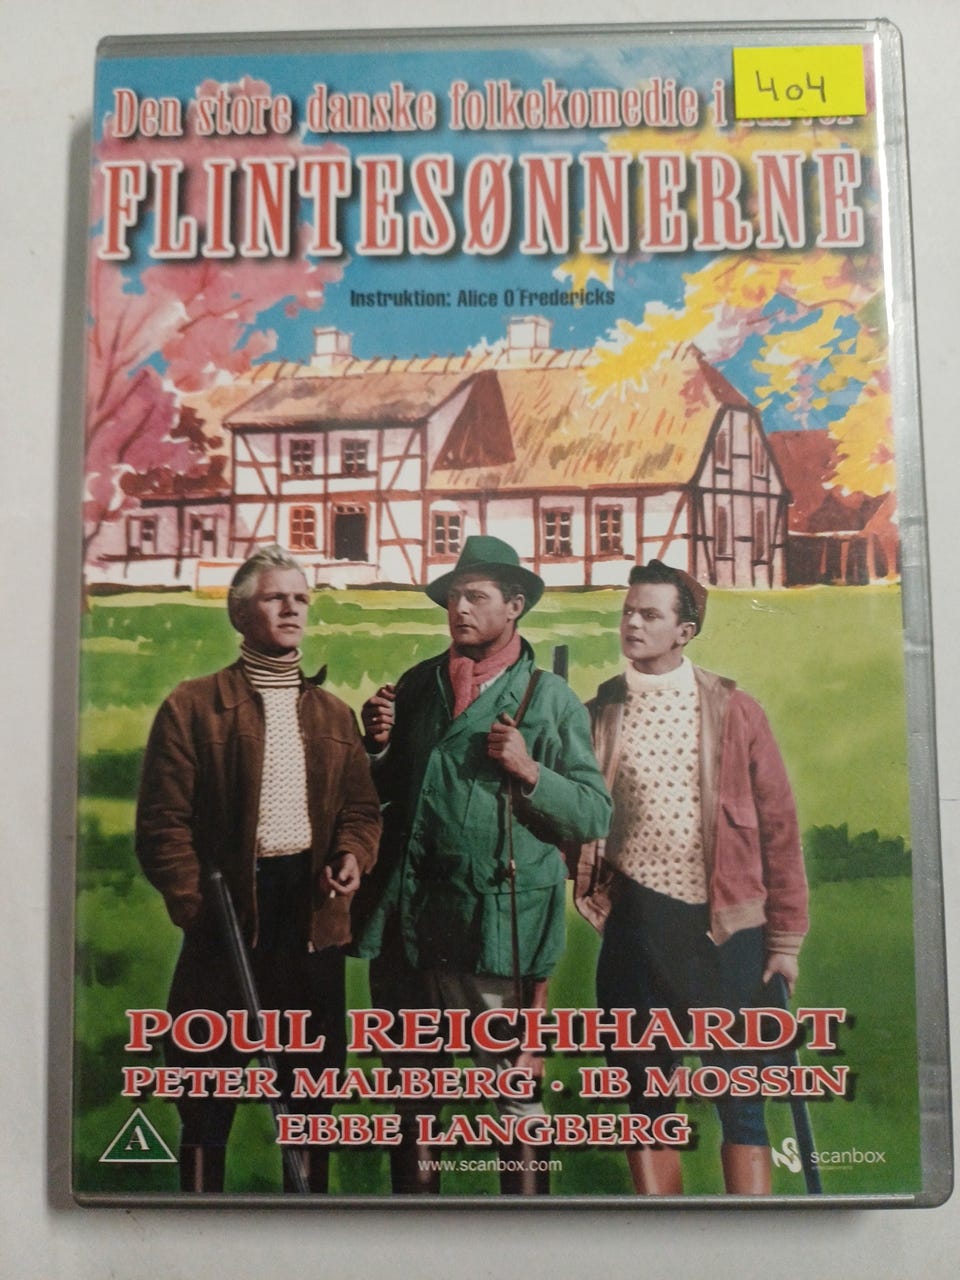 Den store danske folkekomedie i
404
FLINTESØNNERNE
Instruktion: Alice O'Fredericks
POUL REICHHARDT
PETER MALBERG · IB MOSSIN
EBBE LANGBERG
A
www.scanbox.com
scanbox
entertainment